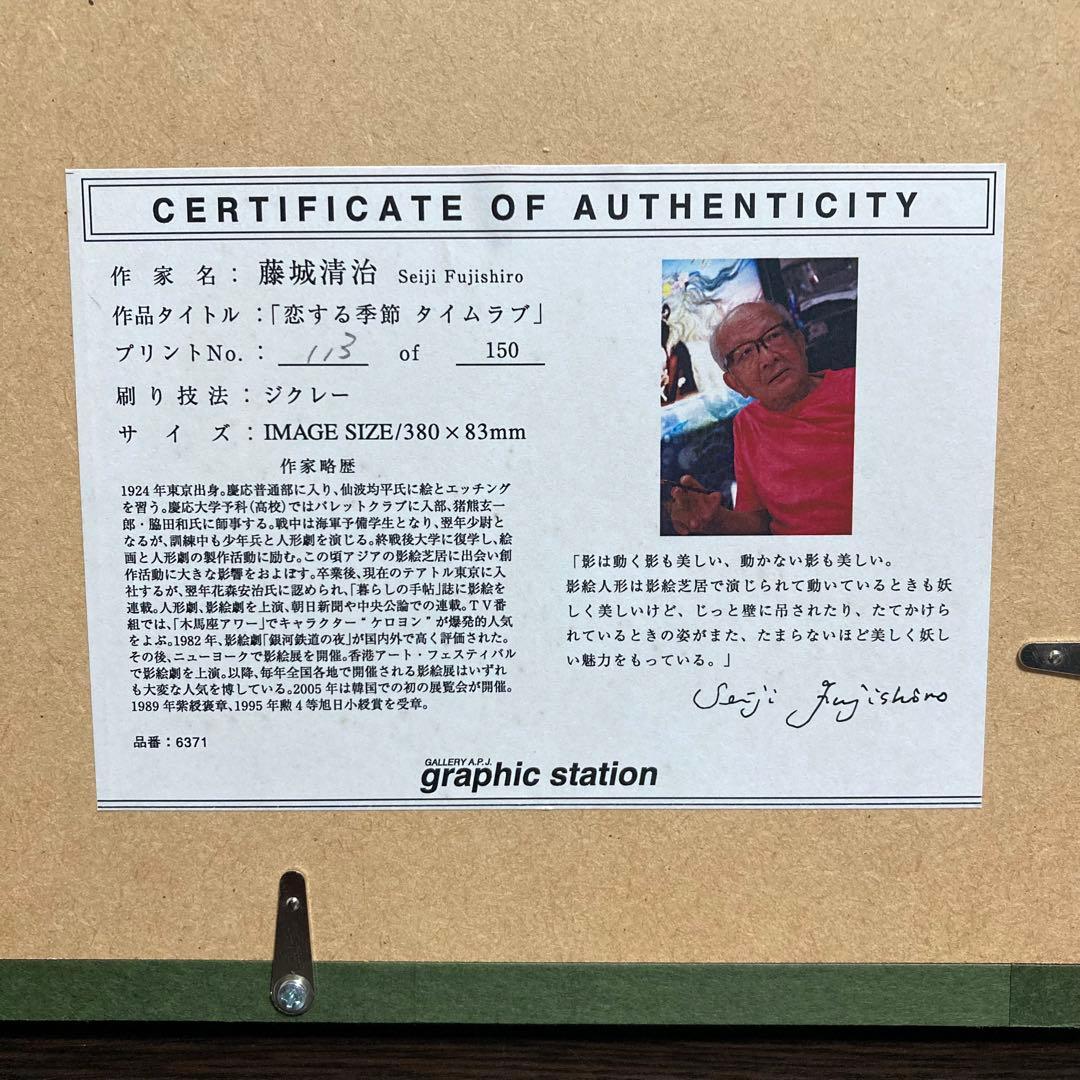 CERTIFICATE OF AUTHENTICITY
作家名：藤城清治 Seiji Fujishiro
作品タイトル：「恋する季節 タイムラブ」
プリントNo.：113 of 150
刷り技法：ジクレー
サイズ：IMAGE SIZE/380×83mm
作家略歴
1924年東京出身。慶応普通部に入り、仙波均平氏に絵とエッチング
を習う。慶応大学予科(高校)ではパレットクラブに入部、猪熊玄一
郎・脇田和氏に師事する。戦中は海軍予備学生となり、翌年少尉と
なるが、訓練中も少年兵と人形劇を演じる。終戦後大学に復学し、絵
画と人形劇の製作活動に励む。この頃アジアの影絵芝居に出会い創
作活動に大きな影響をおよぼす。卒業後、現在のテアトル東京に入
社するが、翌年花森安治氏に認められ、「暮らしの手帖」誌に影絵を
連載。人形劇、影絵劇を上演、朝日新聞や中央公論での連載。TV番
組では、「木馬座アワー」でキャラクター“ケロヨン”が爆発的人気
をよぶ。1982年、影絵劇「銀河鉄道の夜」が国内外で高く評価された。
その後、ニューヨークで影絵展を開催。香港アート・フェスティバル
で影絵劇を上演。以降、毎年全国各地で開催される影絵展はいずれ
も大変な人気を博している。2005年は韓国での初の展覧会が開催。
1989年紫綬褒章、1995年勲4等旭日小綬賞を受章。
品番：6371
「影は動く影も美しい、動かない影も美しい。
影絵人形は影絵芝居で演じられて動いているときも妖
しく美しいけど、じっと壁に吊されたり、たてかけら
れているときの姿がまた、たまらないほど美しく妖し
い魅力をもっている。」
Seiji Fujishiro
GALLERY A.P.J.
graphic station